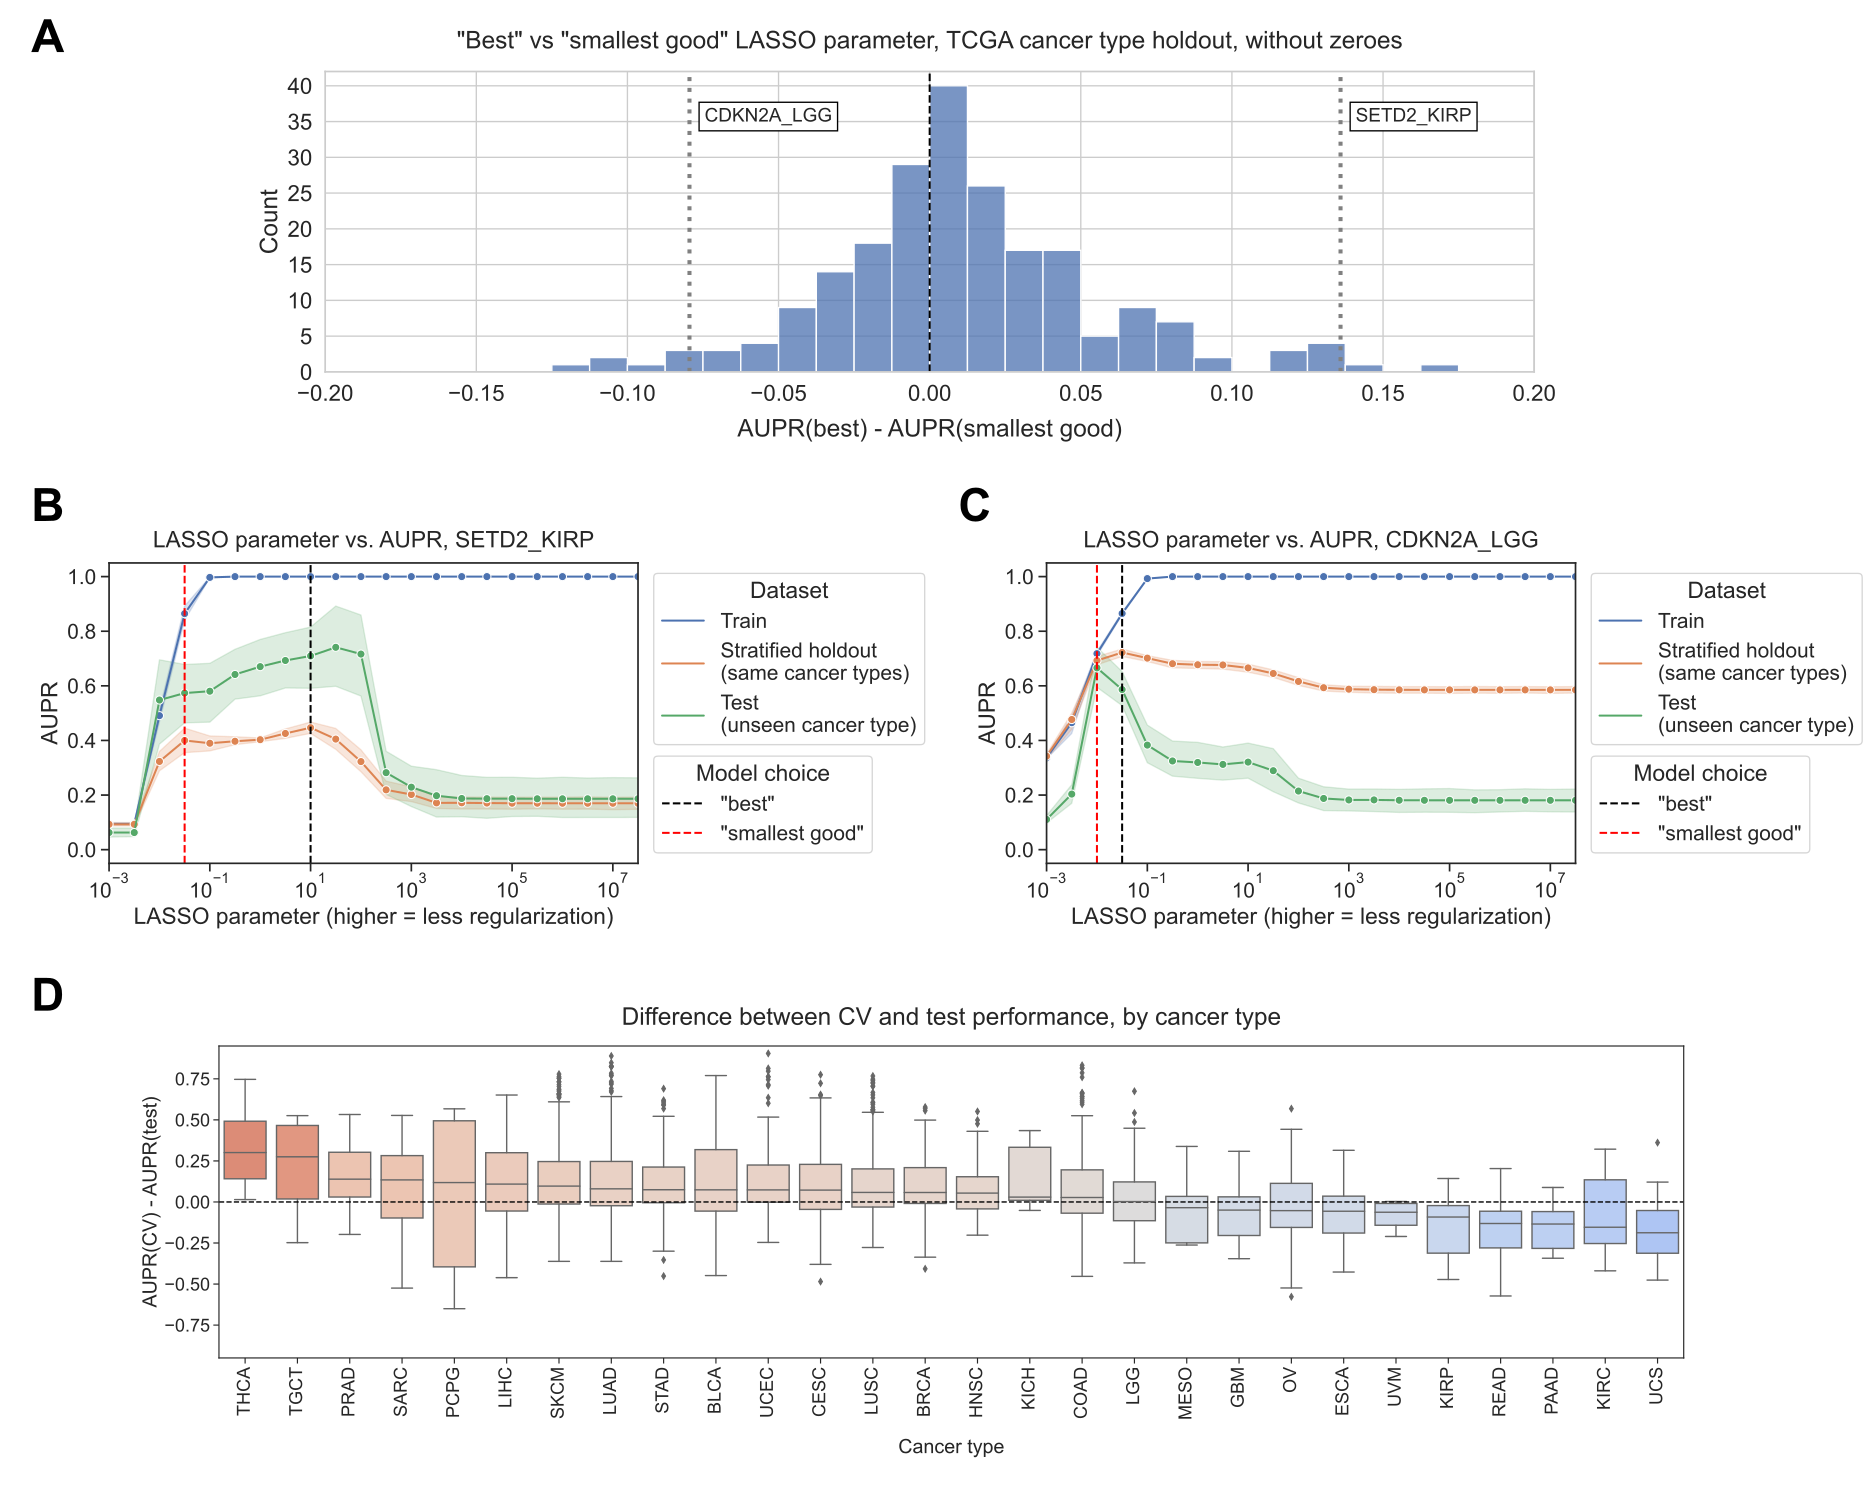 A
"Best" vs "smallest good" LASSO parameter, TCGA cancer type holdout, without zeroes
40
35
30
25
20
15
10
5
0
Count
CDKN2A_LGG
SETD2_KIRP
−0.20 −0.15 −0.10 −0.05 0.00 0.05 0.10 0.15 0.20
AUPR(best) - AUPR(smallest good)
B
LASSO parameter vs. AUPR, SETD2_KIRP
1.0
0.8
0.6
0.4
0.2
0.0
AUPR
10⁻³ 10⁻¹ 10¹ 10³ 10⁵ 10⁷
LASSO parameter (higher = less regularization)
Dataset
Train
Stratified holdout
(same cancer types)
Test
(unseen cancer type)
Model choice
"best"
"smallest good"
C
LASSO parameter vs. AUPR, CDKN2A_LGG
1.0
0.8
0.6
0.4
0.2
0.0
AUPR
10⁻³ 10⁻¹ 10¹ 10³ 10⁵ 10⁷
LASSO parameter (higher = less regularization)
Dataset
Train
Stratified holdout
(same cancer types)
Test
(unseen cancer type)
Model choice
"best"
"smallest good"
D
Difference between CV and test performance, by cancer type
0.75
0.50
0.25
0.00
−0.25
−0.50
−0.75
AUPR(CV) - AUPR(test)
THCA TGCT PRAD SARC PCPG LIHC SKCM LUAD STAD BLCA UCEC CESC LUSC BRCA HNSC KICH COAD LGG MESO GBM OV ESCA UVM KIRP READ PAAD KIRC UCS
Cancer type